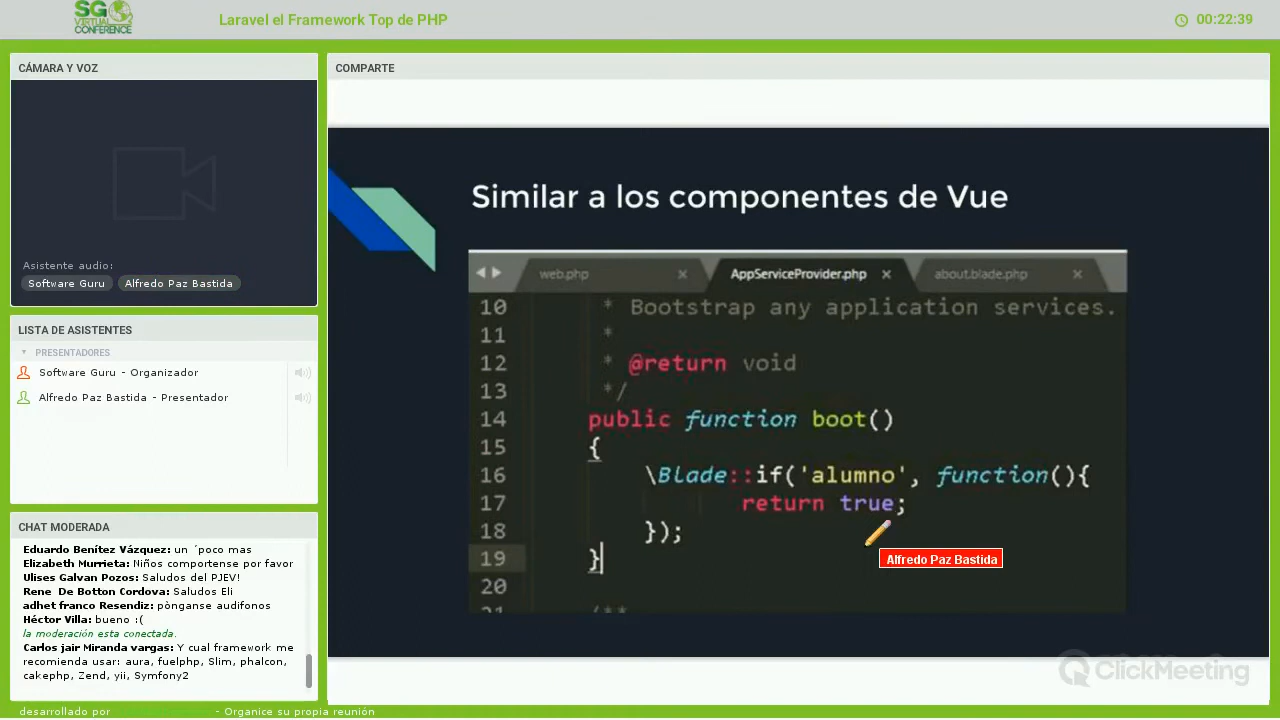 SG
VIRTUAL
CONFERENCE
Laravel el Framework Top de PHP
00:22:39
CÁMARA Y VOZ
Asistente audio:
Software Guru
Alfredo Paz Bastida
LISTA DE ASISTENTES
PRESENTADORES
Software Guru - Organizador
Alfredo Paz Bastida - Presentador
CHAT MODERADA
Eduardo Benítez Vázquez: un ´poco mas
Elizabeth Murrieta: Niños comportense por favor
Ulises Galvan Pozos: Saludos del PJEV!
Rene De Botton Cordova: Saludos Eli
adhet franco Resendiz: pònganse audifonos
Héctor Villa: bueno :(
la moderación esta conectada.
Carlos jair Miranda vargas: Y cual framework me
recomienda usar: aura, fuelphp, Slim, phalcon,
cakephp, Zend, yii, Symfony2
desarrollado por
- Organice su propia reunión
COMPARTE
Similar a los componentes de Vue
web.php
AppServiceProvider.php
about.blade.php
10 * Bootstrap any application services.
11 *
12 * @return void
13 */
14 public function boot()
15 {
16 \Blade::if('alumno', function(){
17 return true;
18 });
19 }
20
21 /**
Alfredo Paz Bastida
ClickMeeting